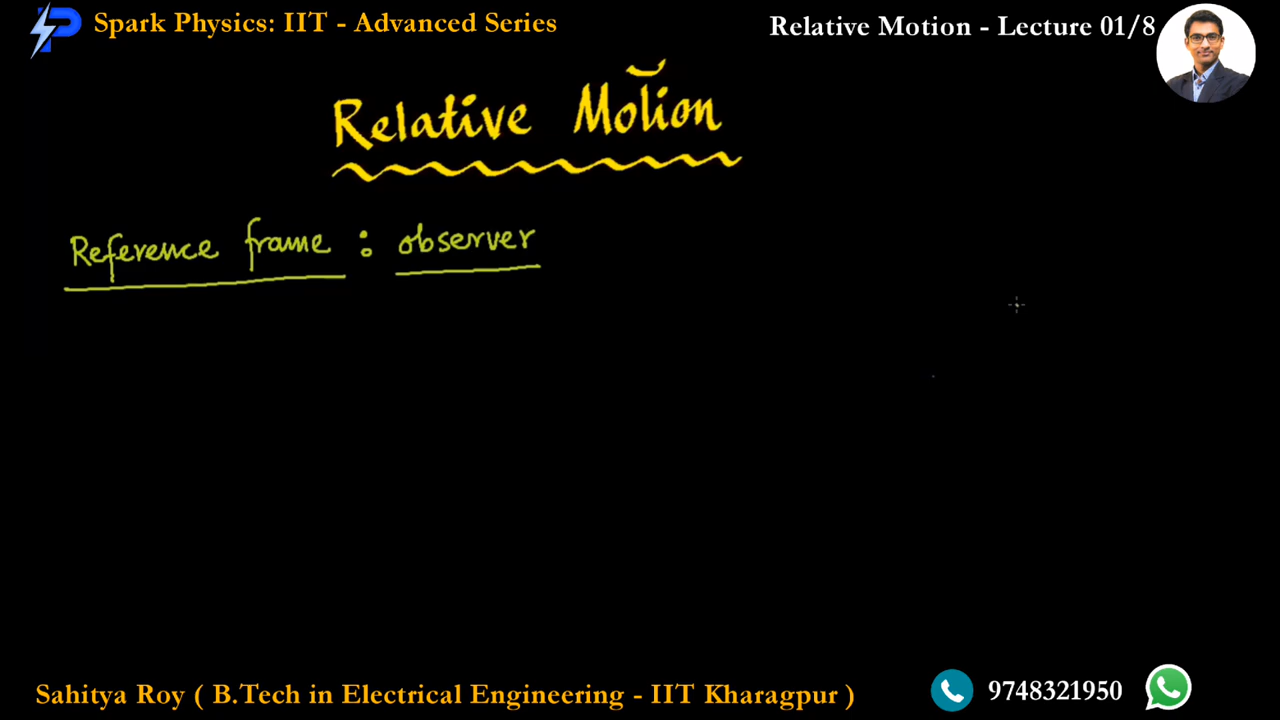 Spark Physics: IIT - Advanced Series
Relative Motion - Lecture 01/8
Relative Motion
Reference frame : observer
Sahitya Roy ( B.Tech in Electrical Engineering - IIT Kharagpur )
9748321950